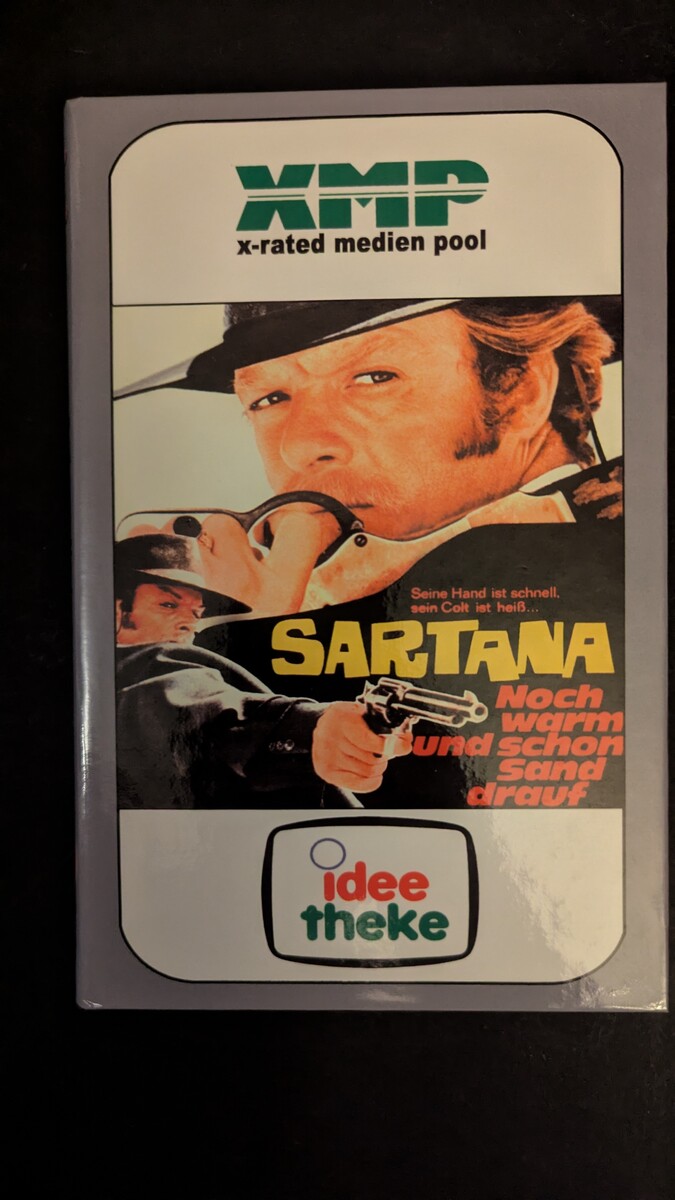 XMP
x-rated medien pool
Seine Hand ist schnell,
sein Colt ist heiß...
SARTANA
Noch
warm
und schon
Sand
drauf
idee
theke